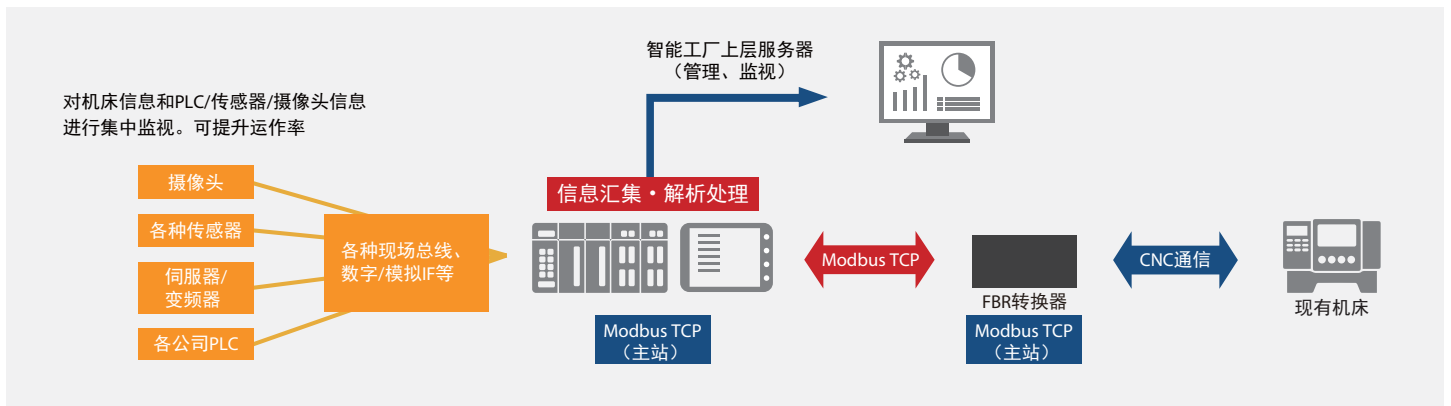 智能工厂上层服务器
（管理、监视）
对机床信息和PLC/传感器/摄像头信息
进行集中监视。可提升运作率
摄像头
各种传感器
伺服器/
变频器
各公司PLC
各种现场总线、
数字/模拟IF等
信息汇集・解析处理
Modbus TCP
（主站）
Modbus TCP
FBR转换器
Modbus TCP
（主站）
CNC通信
现有机床